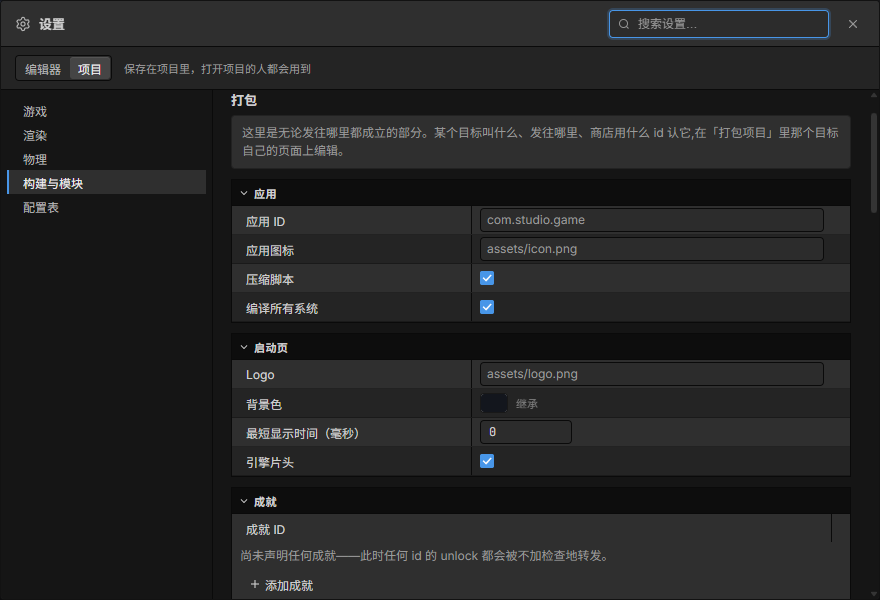 设置
搜索设置…
编辑器 项目 保存在项目里，打开项目的人都会用到
游戏
渲染
物理
构建与模块
配置表
打包
这里是无论发往哪里都成立的部分。某个目标叫什么、发往哪里、商店用什么 id 认它,在「打包项目」里那个目标
自己的页面上编辑。
应用
应用 ID com.studio.game
应用图标 assets/icon.png
压缩脚本
编译所有系统
启动页
Logo assets/logo.png
背景色 继承
最短显示时间（毫秒） 0
引擎片头
成就
成就 ID
尚未声明任何成就——此时任何 id 的 unlock 都会被不加检查地转发。
+ 添加成就